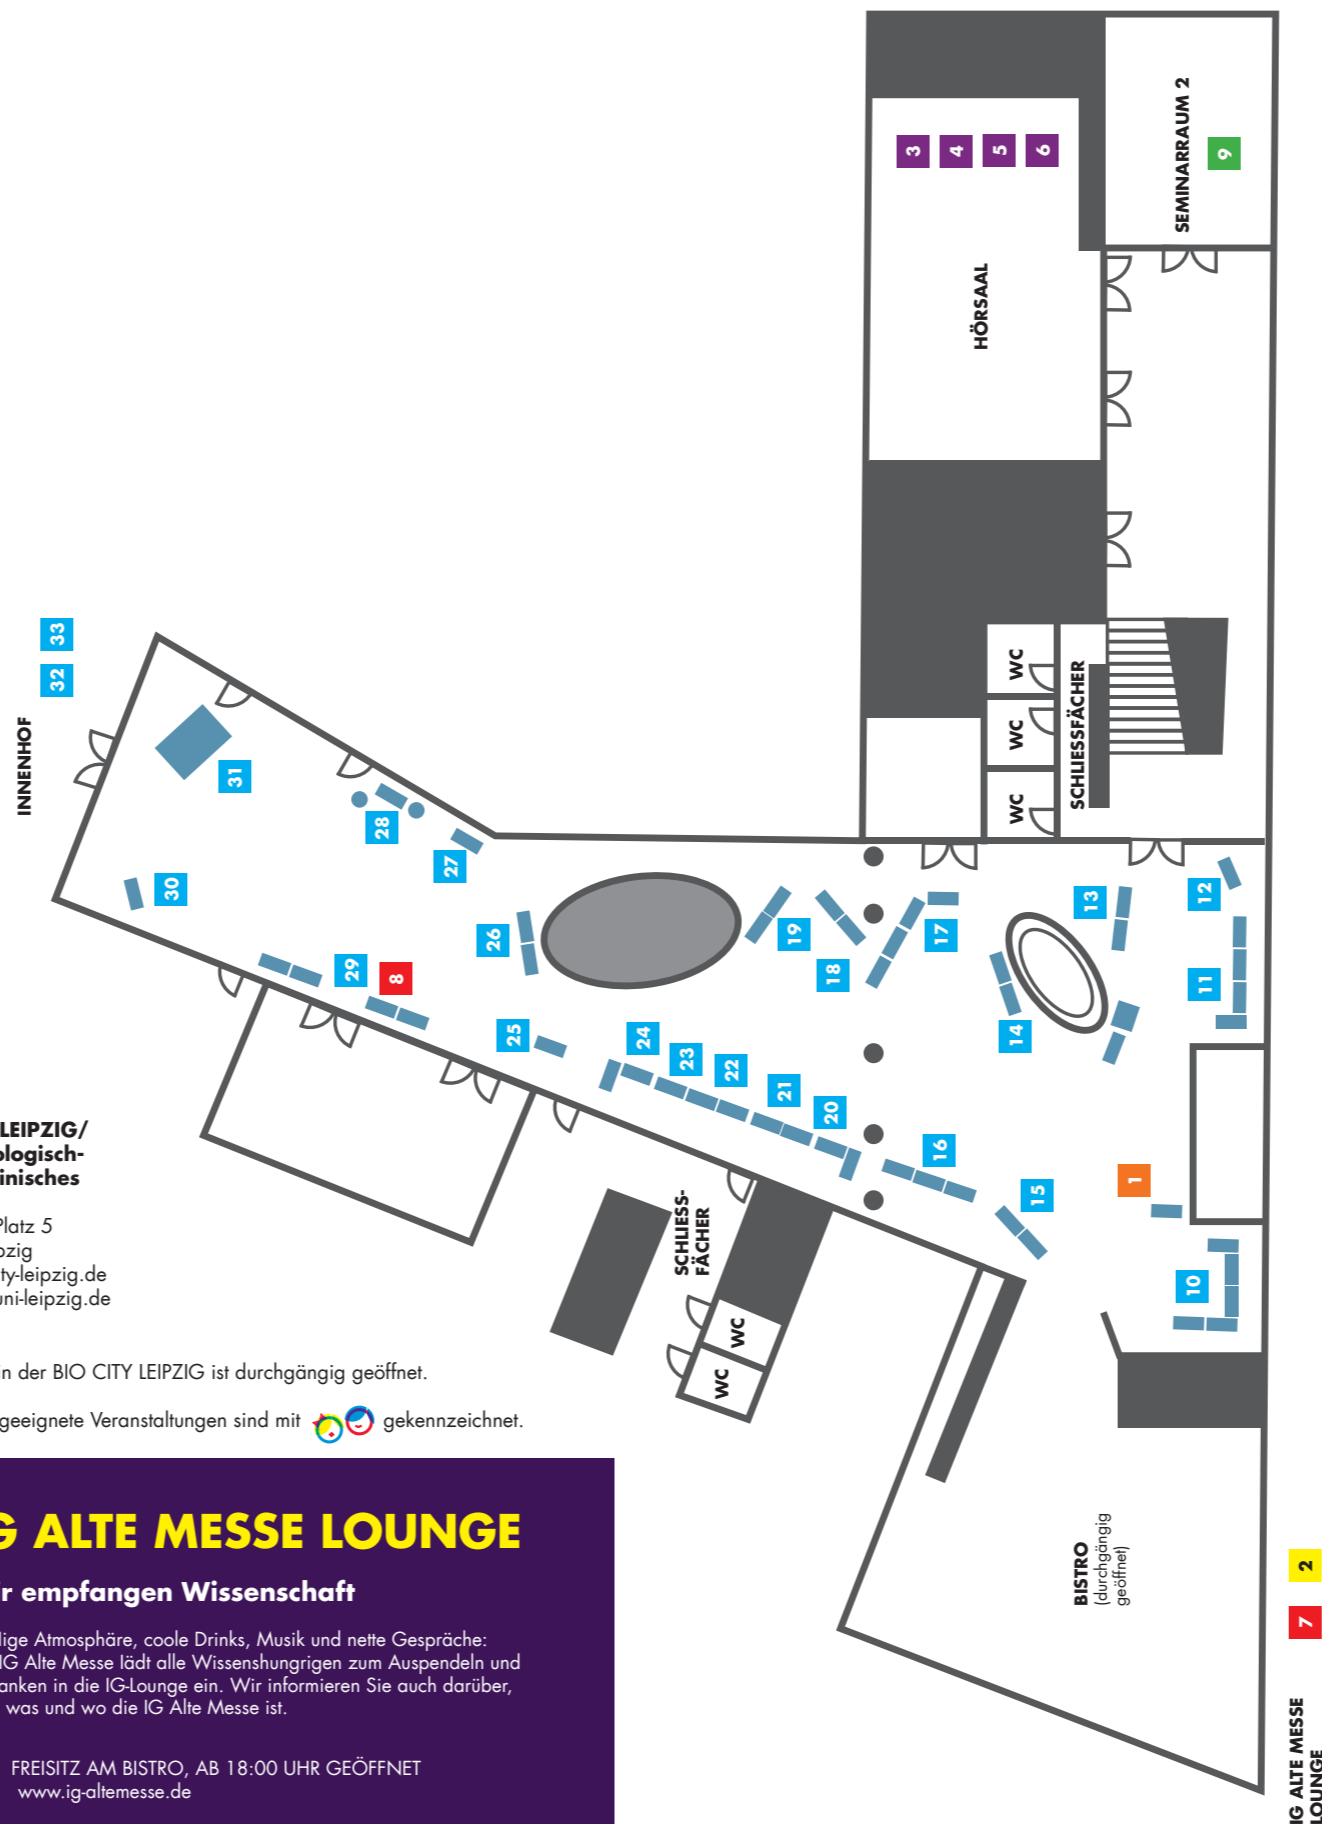 SEMINARRAUM 2
9
3
4
5
6
HÖRSAAL
INNENHOF
32
33
WC
WC
WC
SCHLIESSFÄCHER
31
28
27
30
29
8
26
25
19
18
17
13
12
11
14
24
23
22
21
20
16
15
1
10
SCHLIESS-
FÄCHER
WC
WC
LEIPZIG/
ologisch-
inisches
Platz 5
pzig
ty-leipzig.de
uni-leipzig.de
in der BIO CITY LEIPZIG ist durchgängig geöffnet.
geeignete Veranstaltungen sind mit gekennzeichnet.
G ALTE MESSE LOUNGE
ir empfangen Wissenschaft
lige Atmosphäre, coole Drinks, Musik und nette Gespräche:
IG Alte Messe lädt alle Wissenshungrigen zum Auspendeln und
anken in die IG-Lounge ein. Wir informieren Sie auch darüber,
was und wo die IG Alte Messe ist.
FREISITZ AM BISTRO, AB 18:00 UHR GEÖFFNET
www.ig-altemesse.de
BISTRO
(durchgängig
geöffnet)
2
7
IG ALTE MESSE
LOUNGE